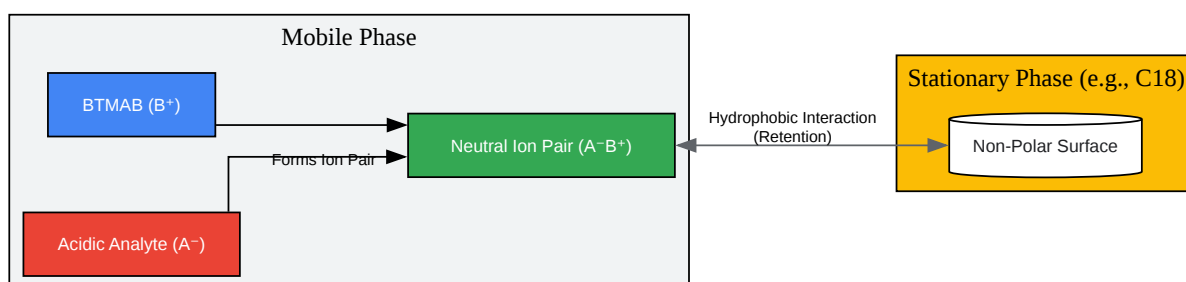 Mobile Phase
BTMAB (B⁺)
Forms Ion Pair
Acidic Analyte (A⁻)
Neutral Ion Pair (A⁻B⁺)
Hydrophobic Interaction
(Retention)
Stationary Phase (e.g., C18)
Non-Polar Surface